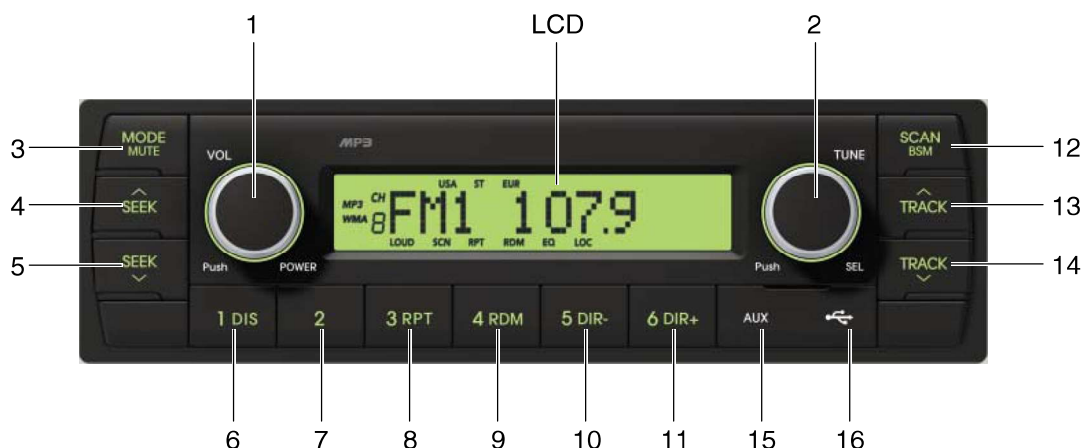 1 LCD 2
3 MODE MUTE
VOL
MP3
TUNE
SCAN BSM 12
4 SEEK
USA ST EUR
MP3 CH
WMA 8 FM1 107.9
LOUD SCN RPT RDM EQ LOC
TRACK 13
5 SEEK
Push POWER
Push SEL
TRACK 14
1 DIS 2 3 RPT 4 RDM 5 DIR- 6 DIR+ AUX
6 7 8 9 10 11 15 16